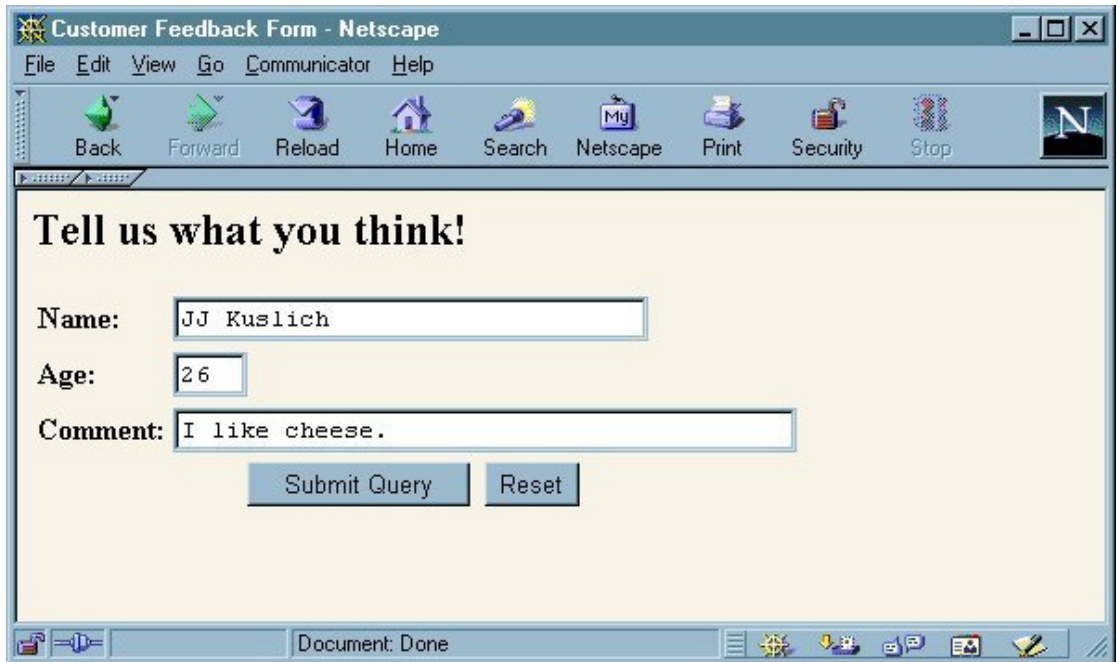 Customer Feedback Form - Netscape
File Edit View Go Communicator Help
My N
Back Forward Reload Home Search Netscape Print Security Stop
Tell us what you think!
Name: JJ Kuslich
Age: 26
Comment: I like cheese.
Submit Query Reset
Document: Done